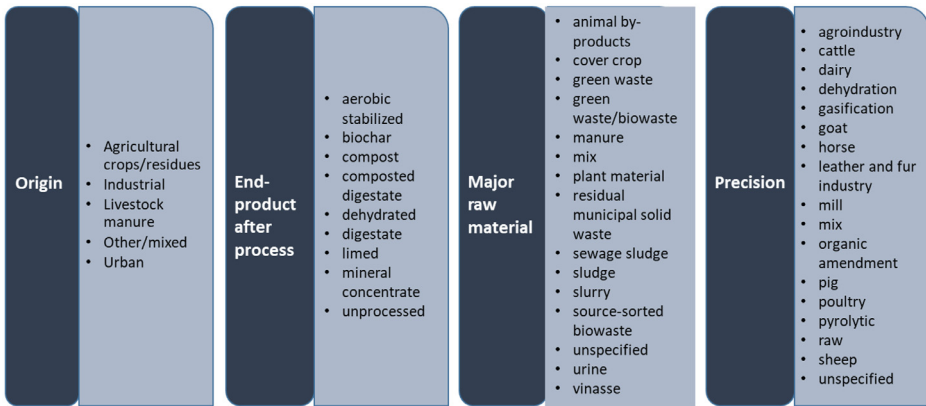 Origin
• Agricultural
crops/residues
• Industrial
• Livestock
manure
• Other/mixed
• Urban
End-
product
after
process
• aerobic
stabilized
• biochar
• compost
• composted
digestate
• dehydrated
• digestate
• limed
• mineral
concentrate
• unprocessed
Major
raw
material
• animal by-
products
• cover crop
• green waste
• green
waste/biowaste
• manure
• mix
• plant material
• residual
municipal solid
waste
• sewage sludge
• sludge
• slurry
• source-sorted
biowaste
• unspecified
• urine
• vinasse
Precision
• agroindustry
• cattle
• dairy
• dehydration
• gasification
• goat
• horse
• leather and fur
industry
• mill
• mix
• organic
amendment
• pig
• poultry
• pyrolytic
• raw
• sheep
• unspecified